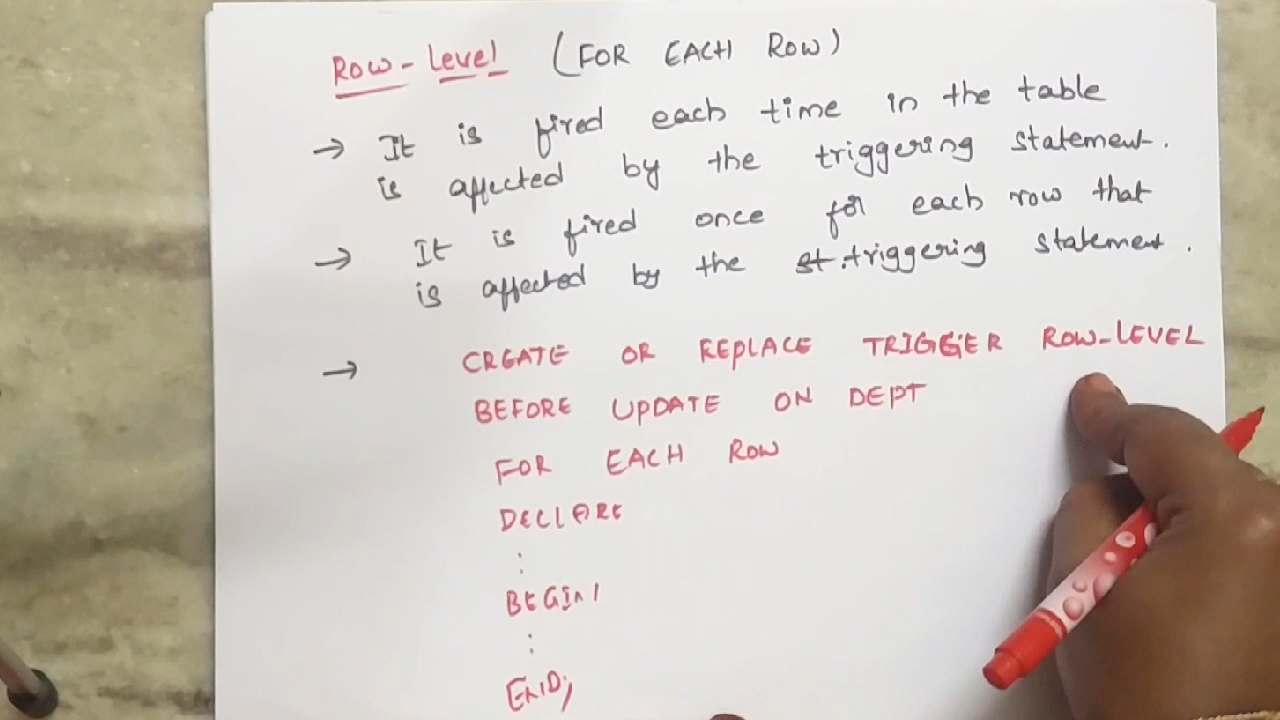 Row-Level (FOR EACH ROW)
→ It is fired each time in the table
is affected by the triggering statement.
→ It is fired once for each row that
is affected by the st.triggering statement.
→ CREATE OR REPLACE TRIGGER ROW-LEVEL
BEFORE UPDATE ON DEPT
FOR EACH ROW
DECLARE
:
BEGIN
:
END;